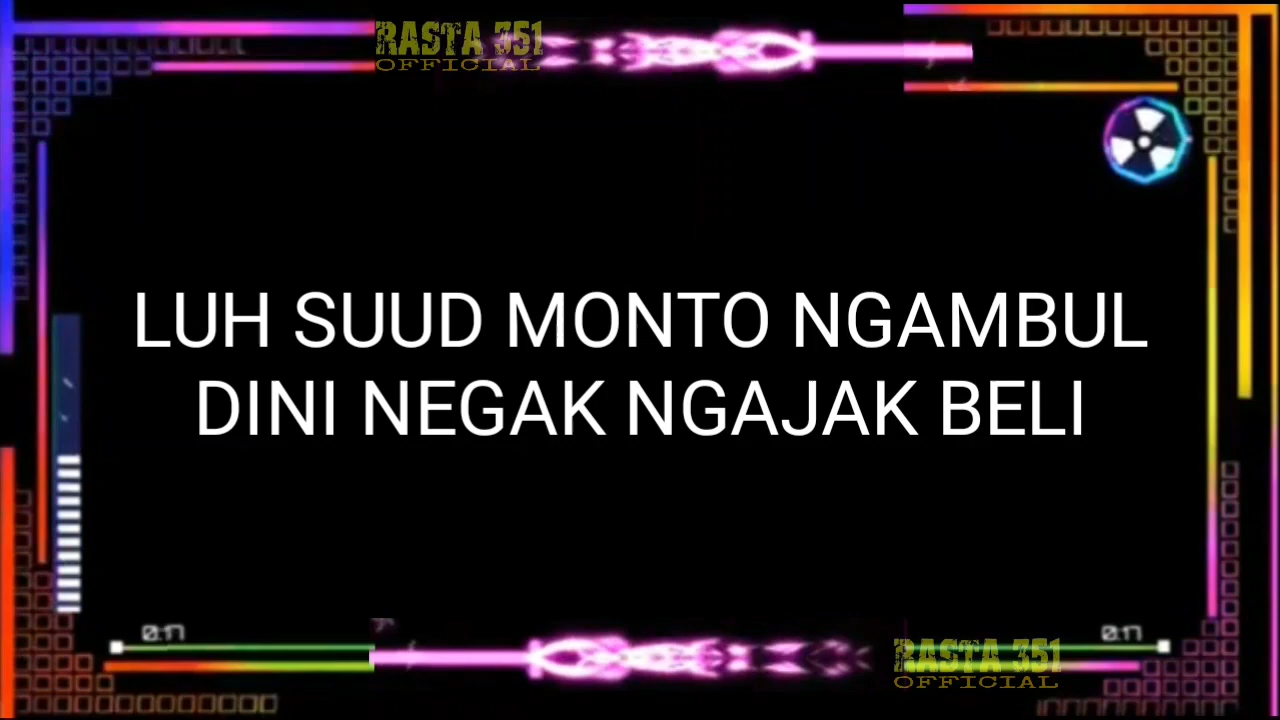 RASTA 351
OFFICIAL
LUH SUUD MONTO NGAMBUL
DINI NEGAK NGAJAK BELI
0:17
0:17
RASTA 351
OFFICIAL